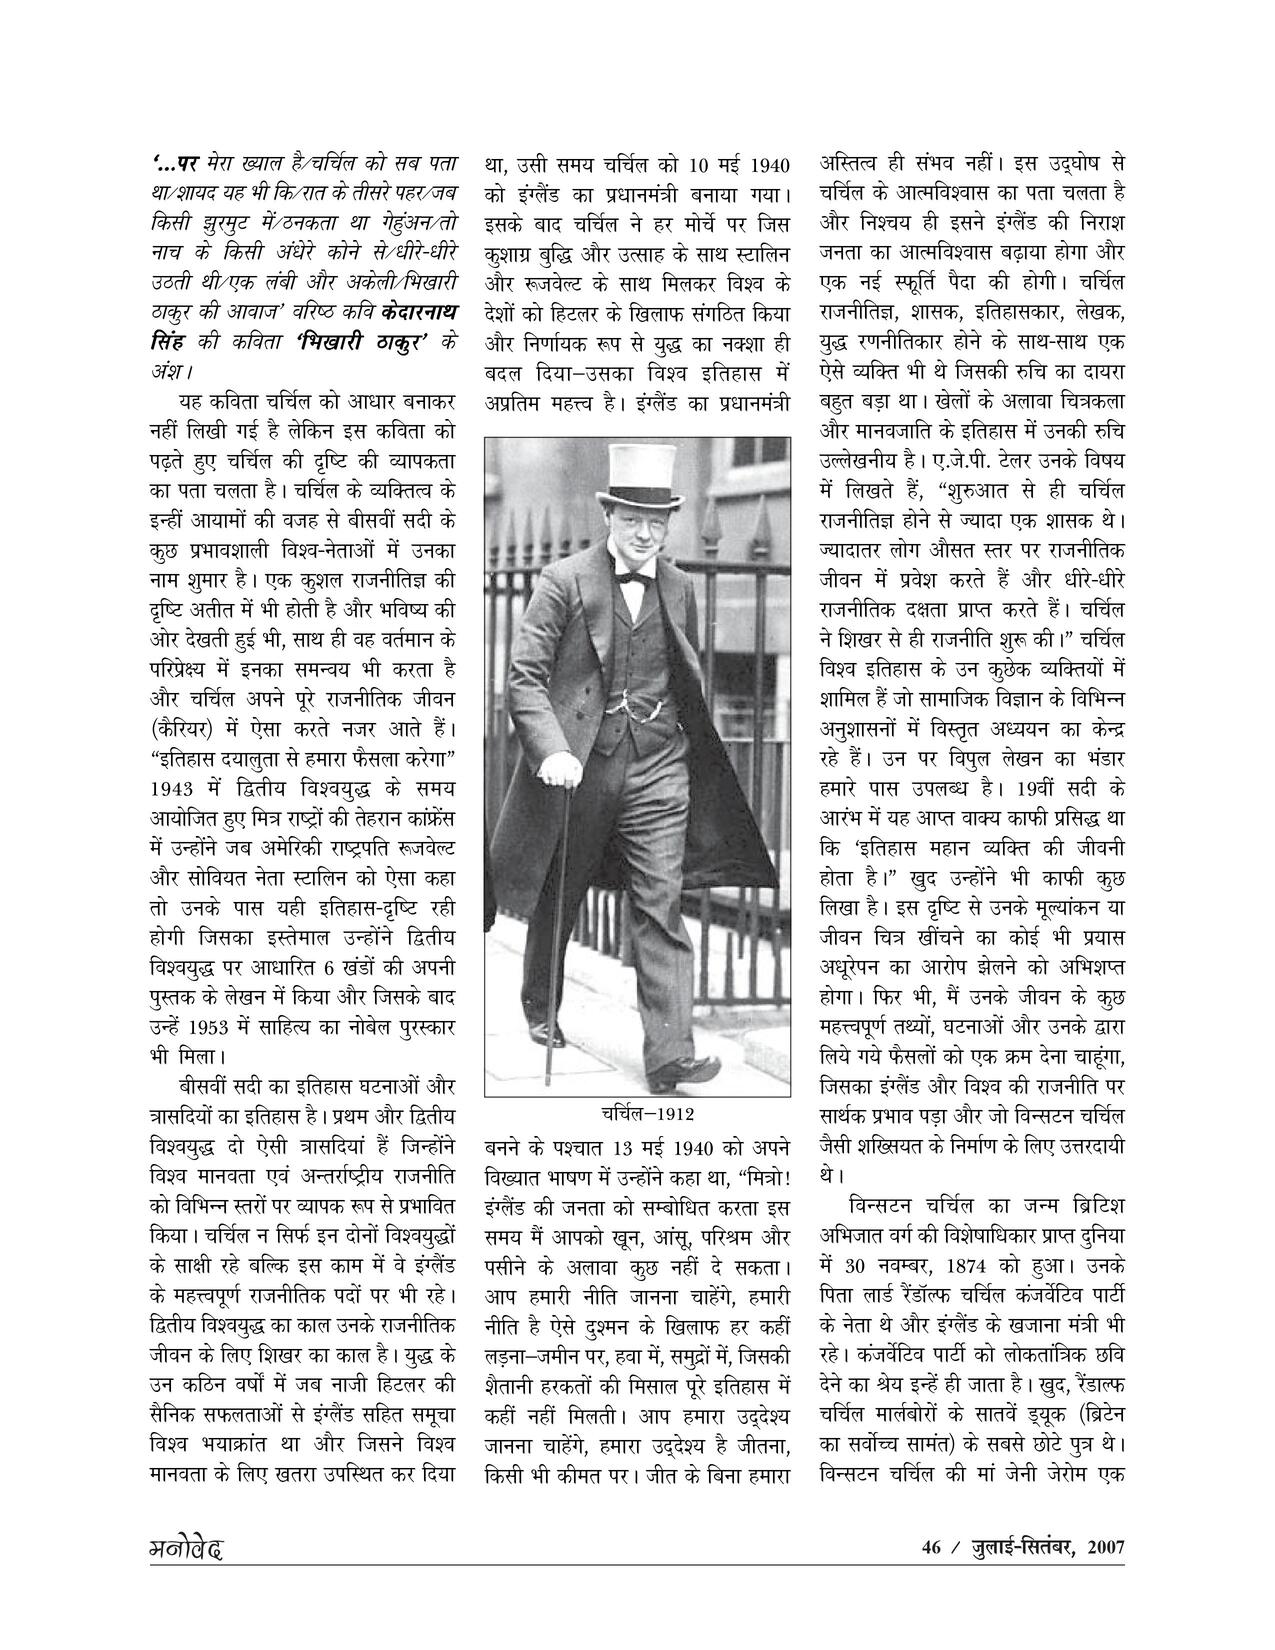 ‘...पर मेरा ख्याल है/चर्चिल को सब पता
था/शायद यह भी कि/रात के तीसरे पहर/जब
किसी झुरमुट में/ठनकता था गेहुंअन/तो
नाच के किसी अंधेरे कोने से/धीरे-धीरे
उठती थी/एक लंबी और अकेली/भिखारी
ठाकुर की आवाज’ वरिष्ठ कवि केदारनाथ
सिंह की कविता ‘भिखारी ठाकुर’ के
अंश।
यह कविता चर्चिल को आधार बनाकर
नहीं लिखी गई है लेकिन इस कविता को
पढ़ते हुए चर्चिल की दृष्टि की व्यापकता
का पता चलता है। चर्चिल के व्यक्तित्व के
इन्हीं आयामों की वजह से बीसवीं सदी के
कुछ प्रभावशाली विश्व-नेताओं में उनका
नाम शुमार है। एक कुशल राजनीतिज्ञ की
दृष्टि अतीत में भी होती है और भविष्य की
ओर देखती हुई भी, साथ ही वह वर्तमान के
परिप्रेक्ष्य में इनका समन्वय भी करता है
और चर्चिल अपने पूरे राजनीतिक जीवन
(कैरियर) में ऐसा करते नजर आते हैं।
“इतिहास दयालुता से हमारा फैसला करेगा”
1943 में द्वितीय विश्वयुद्ध के समय
आयोजित हुए मित्र राष्ट्रों की तेहरान कांफ्रेंस
में उन्होंने जब अमेरिकी राष्ट्रपति रूजवेल्ट
और सोवियत नेता स्टालिन को ऐसा कहा
तो उनके पास यही इतिहास-दृष्टि रही
होगी जिसका इस्तेमाल उन्होंने द्वितीय
विश्वयुद्ध पर आधारित 6 खंडों की अपनी
पुस्तक के लेखन में किया और जिसके बाद
उन्हें 1953 में साहित्य का नोबेल पुरस्कार
भी मिला।
बीसवीं सदी का इतिहास घटनाओं और
त्रासदियों का इतिहास है। प्रथम और द्वितीय
विश्वयुद्ध दो ऐसी त्रासदियां हैं जिन्होंने
विश्व मानवता एवं अन्तर्राष्ट्रीय राजनीति
को विभिन्न स्तरों पर व्यापक रूप से प्रभावित
किया। चर्चिल न सिर्फ इन दोनों विश्वयुद्धों
के साक्षी रहे बल्कि इस काम में वे इंग्लैंड
के महत्त्वपूर्ण राजनीतिक पदों पर भी रहे।
द्वितीय विश्वयुद्ध का काल उनके राजनीतिक
जीवन के लिए शिखर का काल है। युद्ध के
उन कठिन वर्षों में जब नाजी हिटलर की
सैनिक सफलताओं से इंग्लैंड सहित समूचा
विश्व भयाक्रांत था और जिसने विश्व
मानवता के लिए खतरा उपस्थित कर दिया
था, उसी समय चर्चिल को 10 मई 1940
को इंग्लैंड का प्रधानमंत्री बनाया गया।
इसके बाद चर्चिल ने हर मोर्चे पर जिस
कुशाग्र बुद्धि और उत्साह के साथ स्टालिन
और रूजवेल्ट के साथ मिलकर विश्व के
देशों को हिटलर के खिलाफ संगठित किया
और निर्णायक रूप से युद्ध का नक्शा ही
बदल दिया–उसका विश्व इतिहास में
अप्रतिम महत्त्व है। इंग्लैंड का प्रधानमंत्री
चर्चिल–1912
बनने के पश्चात 13 मई 1940 को अपने
विख्यात भाषण में उन्होंने कहा था, “मित्रो!
इंग्लैंड की जनता को सम्बोधित करता इस
समय मैं आपको खून, आंसू, परिश्रम और
पसीने के अलावा कुछ नहीं दे सकता।
आप हमारी नीति जानना चाहेंगे, हमारी
नीति है ऐसे दुश्मन के खिलाफ हर कहीं
लड़ना–जमीन पर, हवा में, समुद्रों में, जिसकी
शैतानी हरकतों की मिसाल पूरे इतिहास में
कहीं नहीं मिलती। आप हमारा उद्देश्य
जानना चाहेंगे, हमारा उद्देश्य है जीतना,
किसी भी कीमत पर। जीत के बिना हमारा
अस्तित्व ही संभव नहीं। इस उद्घोष से
चर्चिल के आत्मविश्वास का पता चलता है
और निश्चय ही इसने इंग्लैंड की निराश
जनता का आत्मविश्वास बढ़ाया होगा और
एक नई स्फूर्ति पैदा की होगी। चर्चिल
राजनीतिज्ञ, शासक, इतिहासकार, लेखक,
युद्ध रणनीतिकार होने के साथ-साथ एक
ऐसे व्यक्ति भी थे जिसकी रुचि का दायरा
बहुत बड़ा था। खेलों के अलावा चित्रकला
और मानवजाति के इतिहास में उनकी रुचि
उल्लेखनीय है। ए.जे.पी. टेलर उनके विषय
में लिखते हैं, “शुरुआत से ही चर्चिल
राजनीतिज्ञ होने से ज्यादा एक शासक थे।
ज्यादातर लोग औसत स्तर पर राजनीतिक
जीवन में प्रवेश करते हैं और धीरे-धीरे
राजनीतिक दक्षता प्राप्त करते हैं। चर्चिल
ने शिखर से ही राजनीति शुरू की।” चर्चिल
विश्व इतिहास के उन कुछेक व्यक्तियों में
शामिल हैं जो सामाजिक विज्ञान के विभिन्न
अनुशासनों में विस्तृत अध्ययन का केन्द्र
रहे हैं। उन पर विपुल लेखन का भंडार
हमारे पास उपलब्ध है। 19वीं सदी के
आरंभ में यह आप्त वाक्य काफी प्रसिद्ध था
कि ‘इतिहास महान व्यक्ति की जीवनी
होता है।” खुद उन्होंने भी काफी कुछ
लिखा है। इस दृष्टि से उनके मूल्यांकन या
जीवन चित्र खींचने का कोई भी प्रयास
अधूरेपन का आरोप झेलने को अभिशप्त
होगा। फिर भी, मैं उनके जीवन के कुछ
महत्त्वपूर्ण तथ्यों, घटनाओं और उनके द्वारा
लिये गये फैसलों को एक क्रम देना चाहूंगा,
जिसका इंग्लैंड और विश्व की राजनीति पर
सार्थक प्रभाव पड़ा और जो विन्सटन चर्चिल
जैसी शख्सियत के निर्माण के लिए उत्तरदायी
थे।
विन्सटन चर्चिल का जन्म ब्रिटिश
अभिजात वर्ग की विशेषाधिकार प्राप्त दुनिया
में 30 नवम्बर, 1874 को हुआ। उनके
पिता लार्ड रैंडॉल्फ चर्चिल कंजर्वेटिव पार्टी
के नेता थे और इंग्लैंड के खजाना मंत्री भी
रहे। कंजर्वेटिव पार्टी को लोकतांत्रिक छवि
देने का श्रेय इन्हें ही जाता है। खुद, रैंडाल्फ
चर्चिल मार्लबोरों के सातवें ड्यूक (ब्रिटेन
का सर्वोच्च सामंत) के सबसे छोटे पुत्र थे।
विन्सटन चर्चिल की मां जेनी जेरोम एक
मनोवेद
46 / जुलाई-सितंबर, 2007